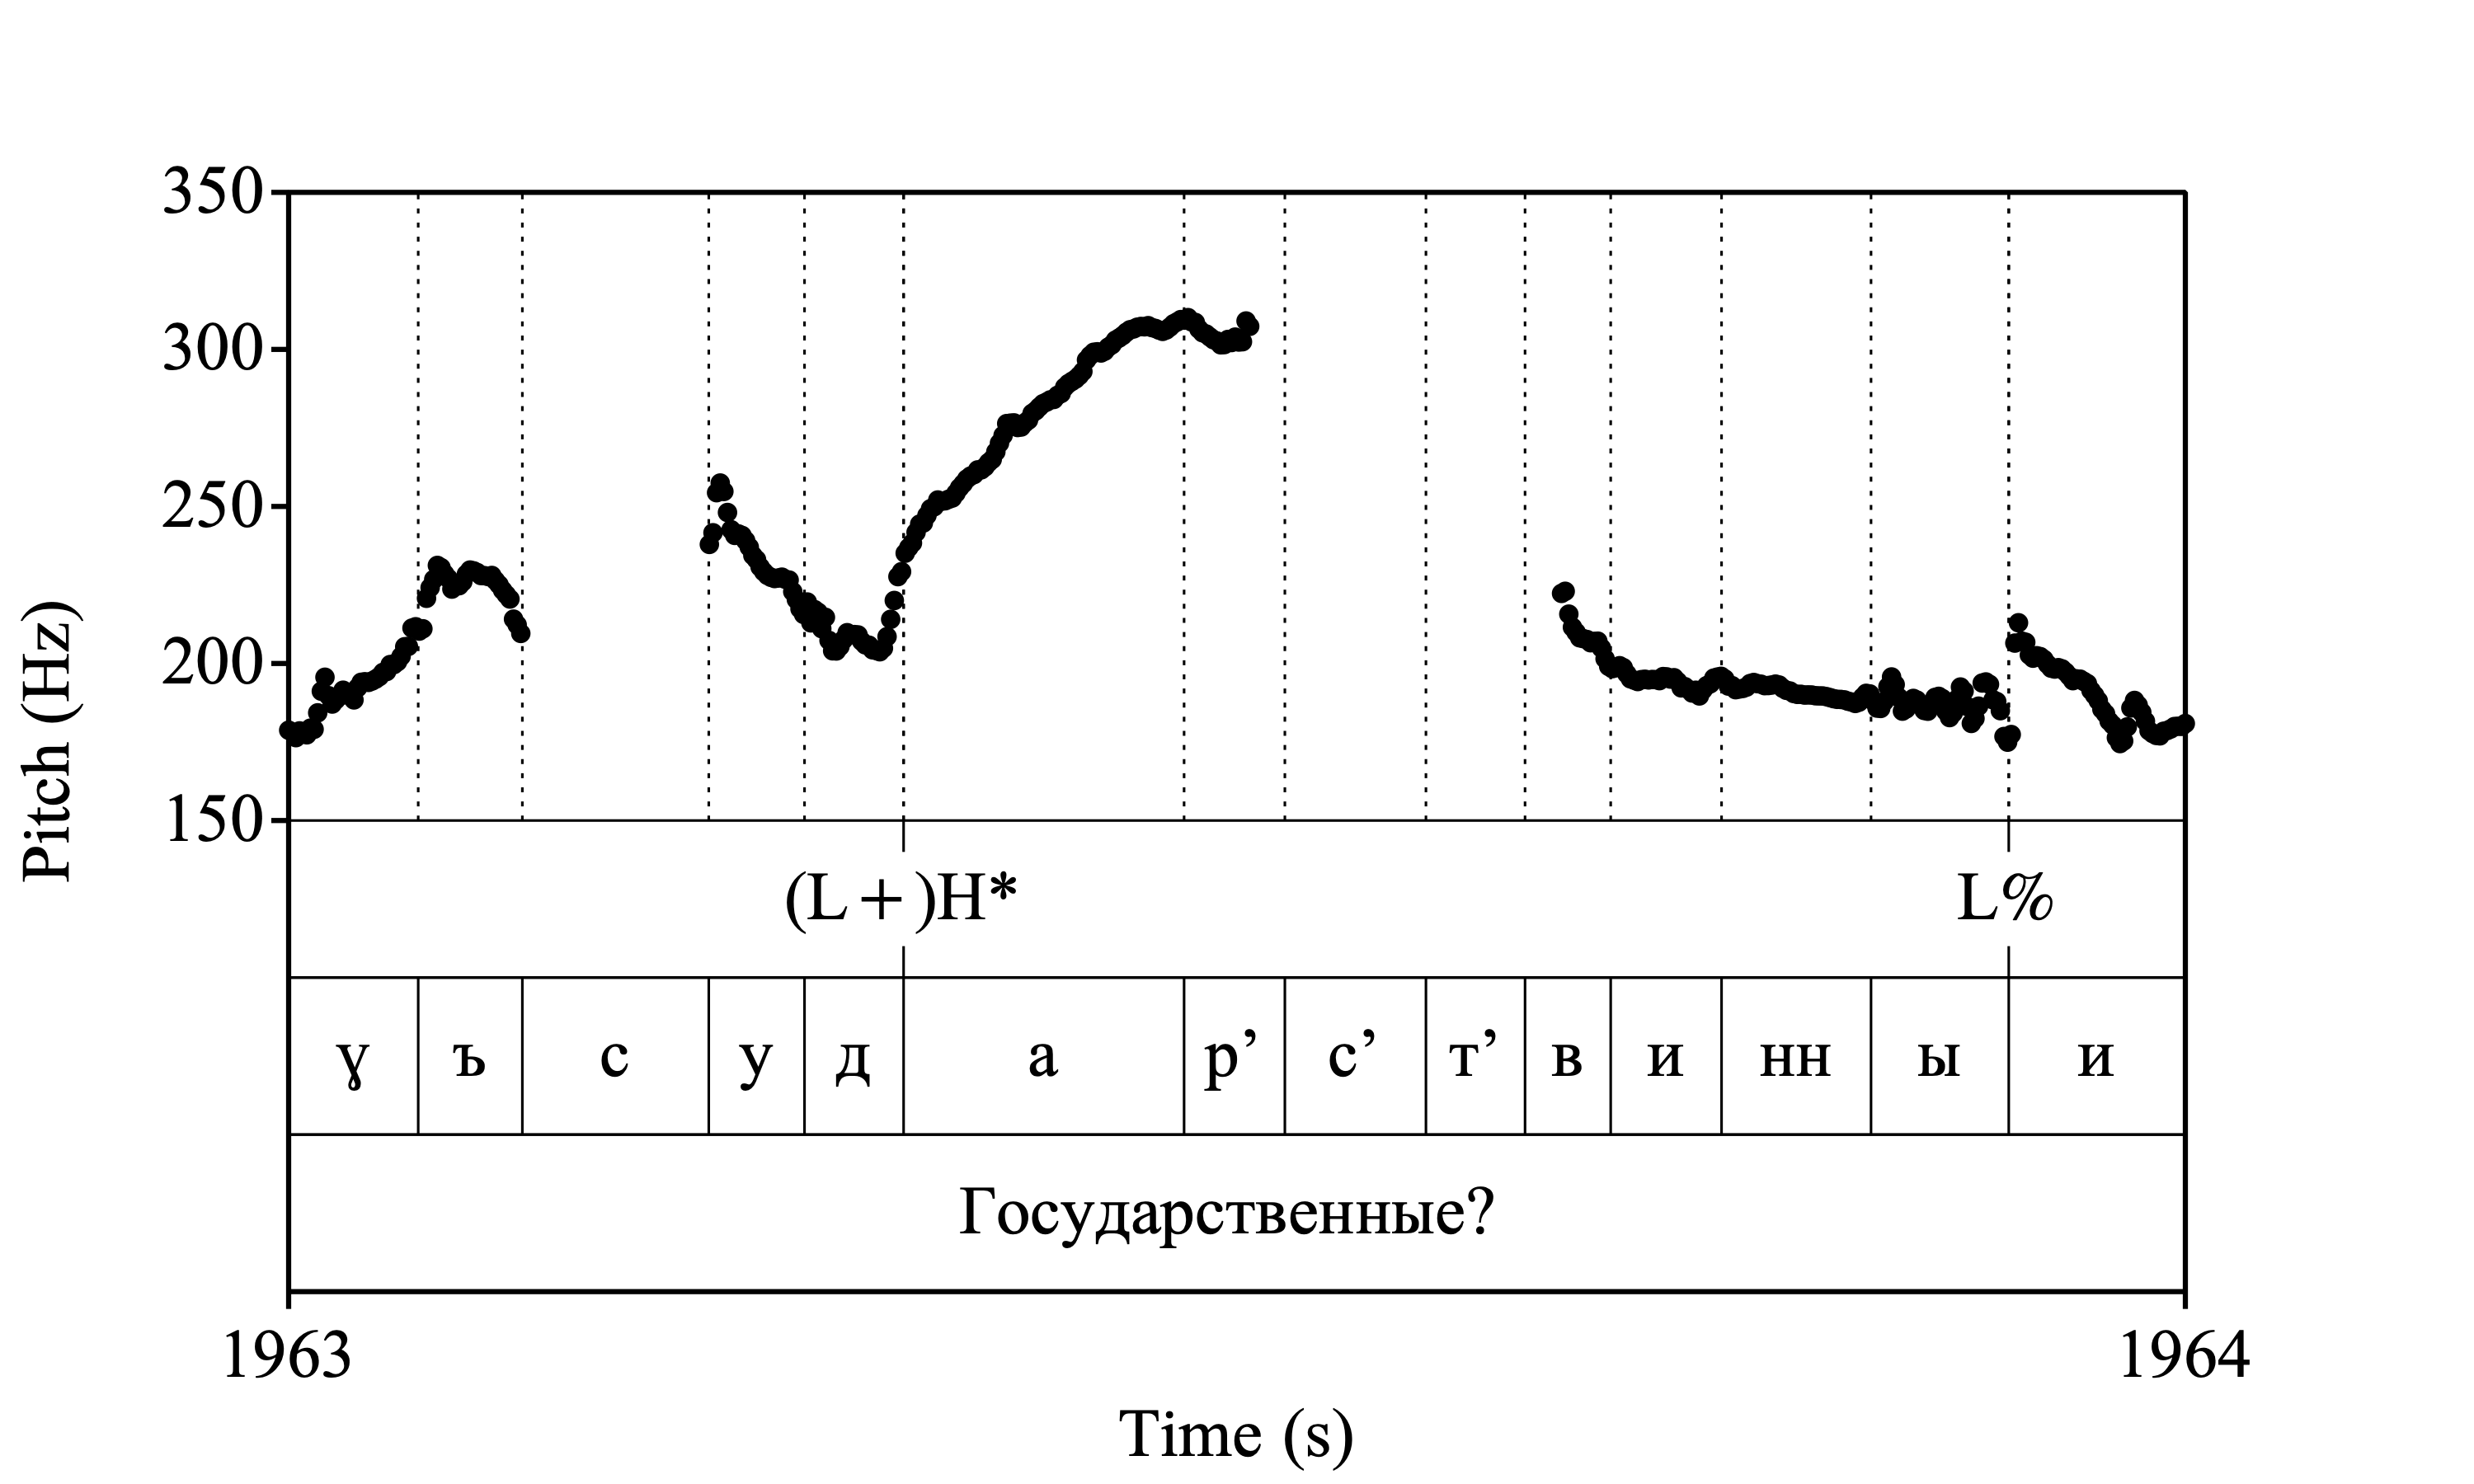 350
300
250
200
150
Pitch (Hz)
(L+)H* L%
ɣ ъ с у д а р’ с’ т’ в и нн ы и
Государственные?
1963 1964
Time (s)